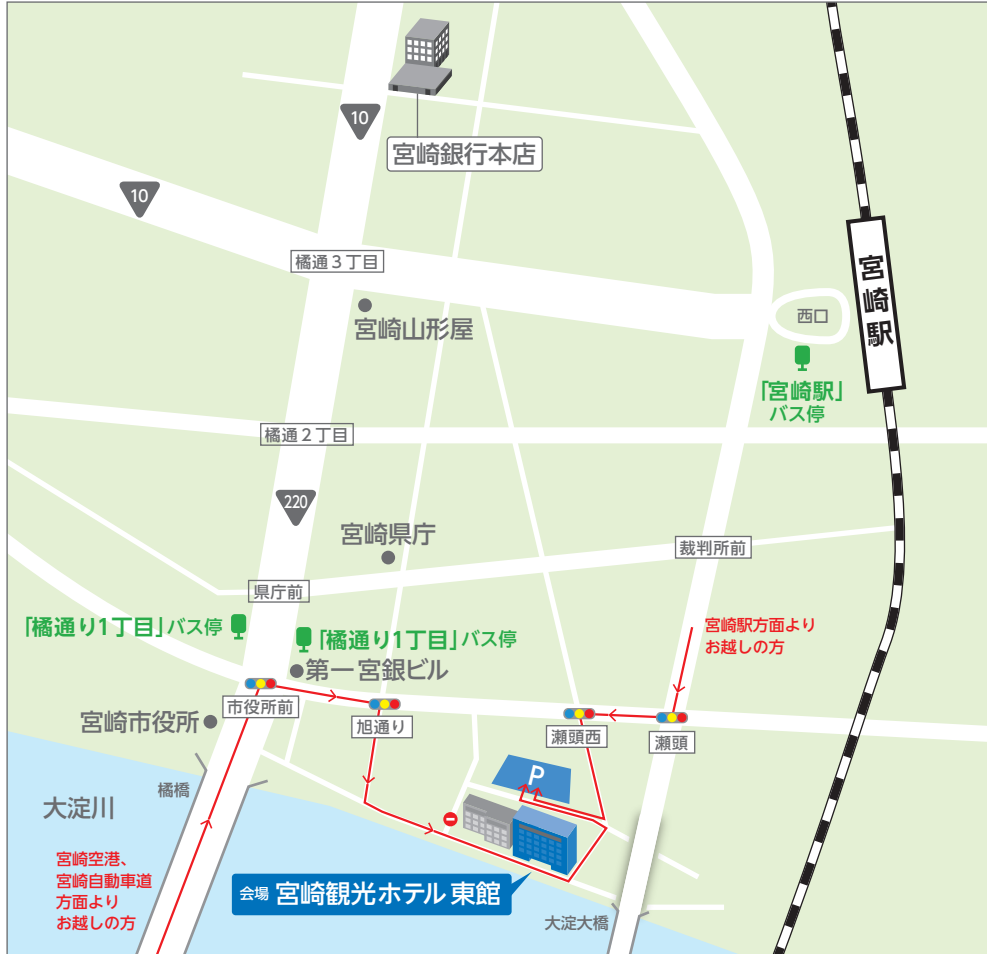 10
宮崎銀行本店
10
橘通3丁目
宮崎山形屋
宮崎駅
西口
「宮崎駅」
バス停
橘通2丁目
220
宮崎県庁
裁判所前
県庁前
「橘通り1丁目」バス停
「橘通り1丁目」バス停
宮崎駅方面より
お越しの方
第一宮銀ビル
市役所前
宮崎市役所
旭通り
瀬頭西
瀬頭
P
橘橋
大淀川
宮崎空港、
宮崎自動車道
方面より
お越しの方
会場 宮崎観光ホテル 東館
大淀大橋